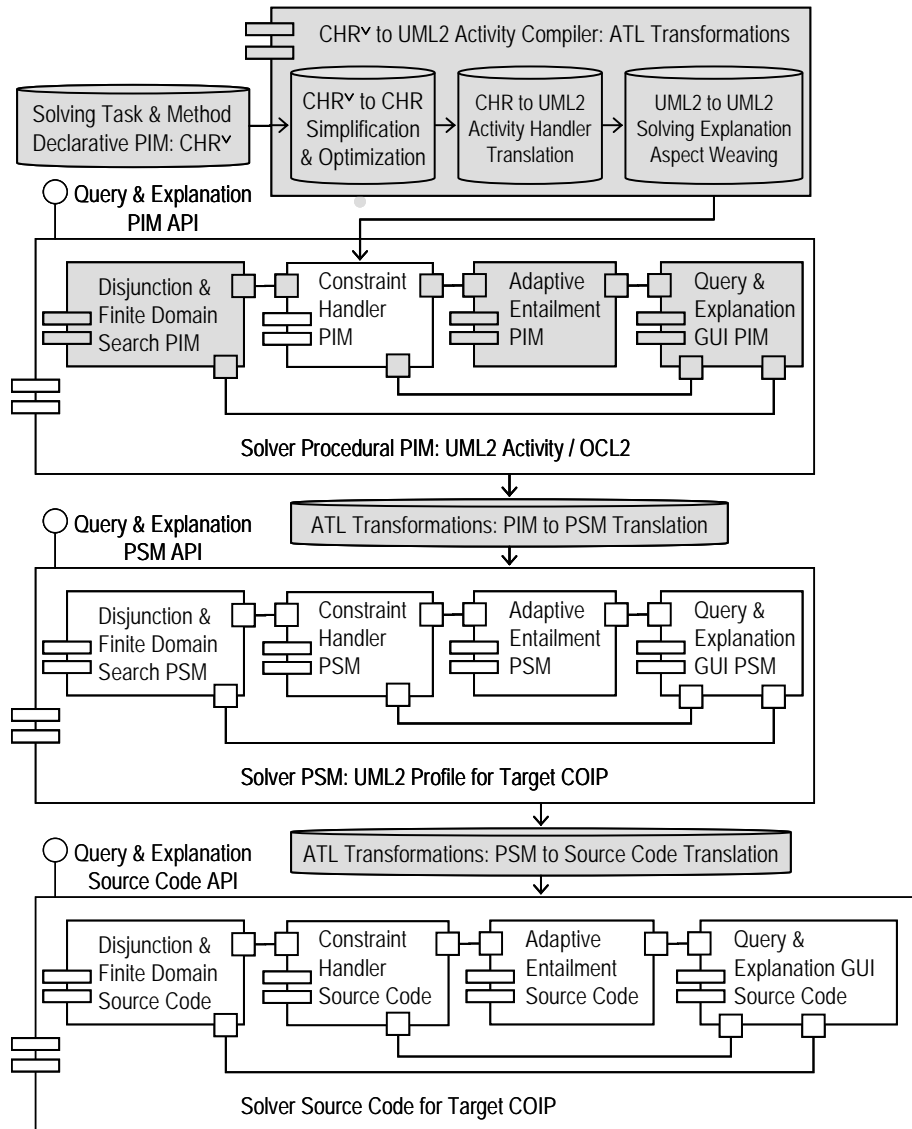 CHR˅ to UML2 Activity Compiler: ATL Transformations
Solving Task & Method
Declarative PIM: CHR˅
CHR˅ to CHR
Simplification
& Optimization
CHR to UML2
Activity Handler
Translation
UML2 to UML2
Solving Explanation
Aspect Weaving
Query & Explanation
PIM API
Disjunction &
Finite Domain
Search PIM
Constraint
Handler
PIM
Adaptive
Entailment
PIM
Query &
Explanation
GUI PIM
Solver Procedural PIM: UML2 Activity / OCL2
ATL Transformations: PIM to PSM Translation
Query & Explanation
PSM API
Disjunction &
Finite Domain
Search PSM
Constraint
Handler
PSM
Adaptive
Entailment
PSM
Query &
Explanation
GUI PSM
Solver PSM: UML2 Profile for Target COIP
ATL Transformations: PSM to Source Code Translation
Query & Explanation
Source Code API
Disjunction &
Finite Domain
Source Code
Constraint
Handler
Source Code
Adaptive
Entailment
Source Code
Query &
Explanation GUI
Source Code
Solver Source Code for Target COIP